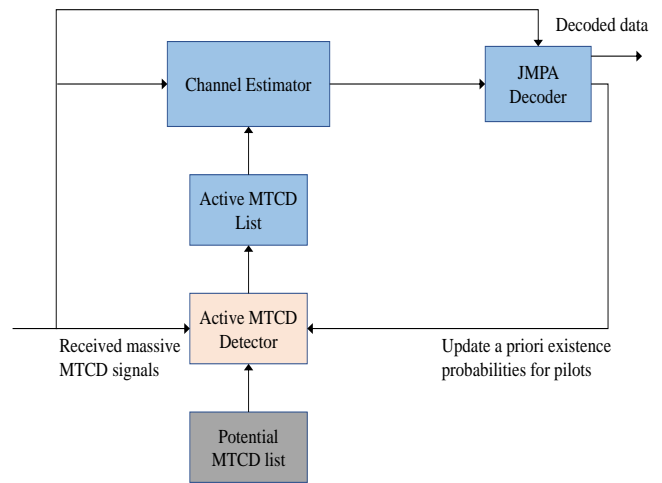 Decoded data
Channel Estimator
JMPA
Decoder
Active MTCD
List
Active MTCD
Detector
Received massive
MTCD signals
Update a priori existence
probabilities for pilots
Potential
MTCD list